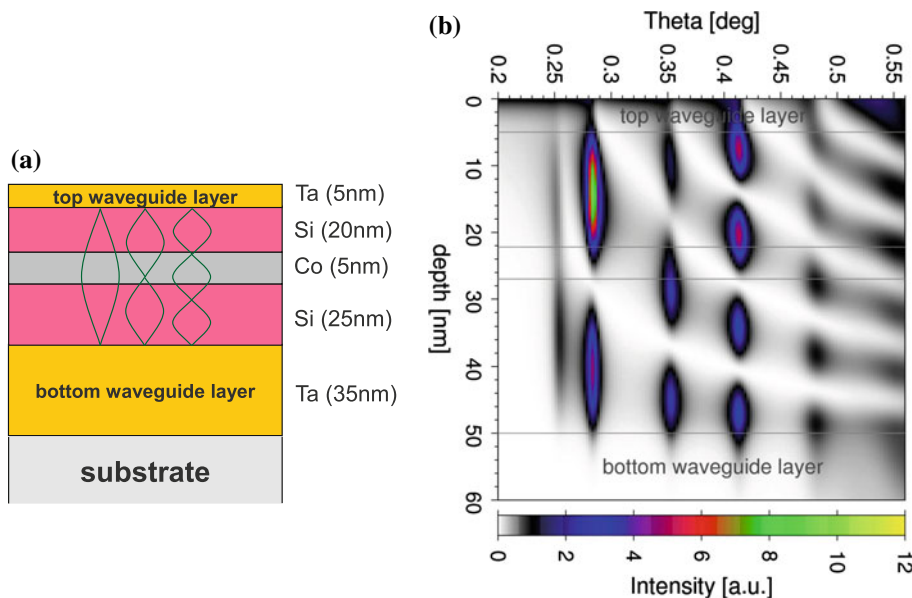 (a)
top waveguide layer
Ta (5nm)
Si (20nm)
Co (5nm)
Si (25nm)
bottom waveguide layer
Ta (35nm)
substrate
(b)
Theta [deg]
0.2
0.25
0.3
0.35
0.4
0.45
0.5
0.55
depth [nm]
0
10
20
30
40
50
60
top waveguide layer
bottom waveguide layer
0
2
4
6
8
10
12
Intensity [a.u.]